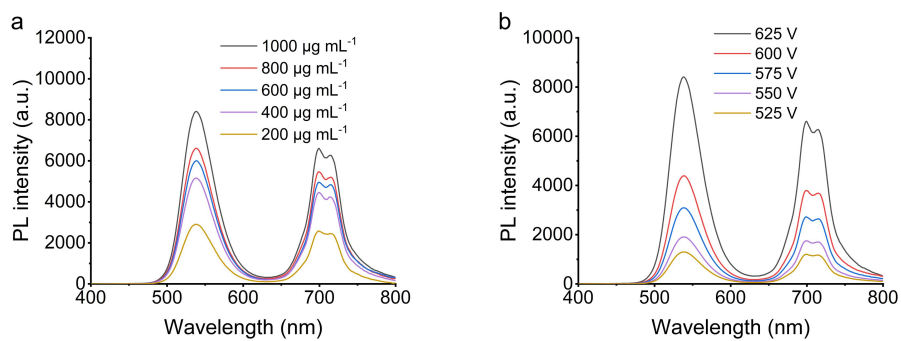 a
12000
10000
8000
6000
4000
2000
0
PL intensity (a.u.)
1000 µg mL⁻¹
800 µg mL⁻¹
600 µg mL⁻¹
400 µg mL⁻¹
200 µg mL⁻¹
400 500 600 700 800
Wavelength (nm)
b
10000
8000
6000
4000
2000
0
PL intensity (a.u.)
625 V
600 V
575 V
550 V
525 V
400 500 600 700 800
Wavelength (nm)